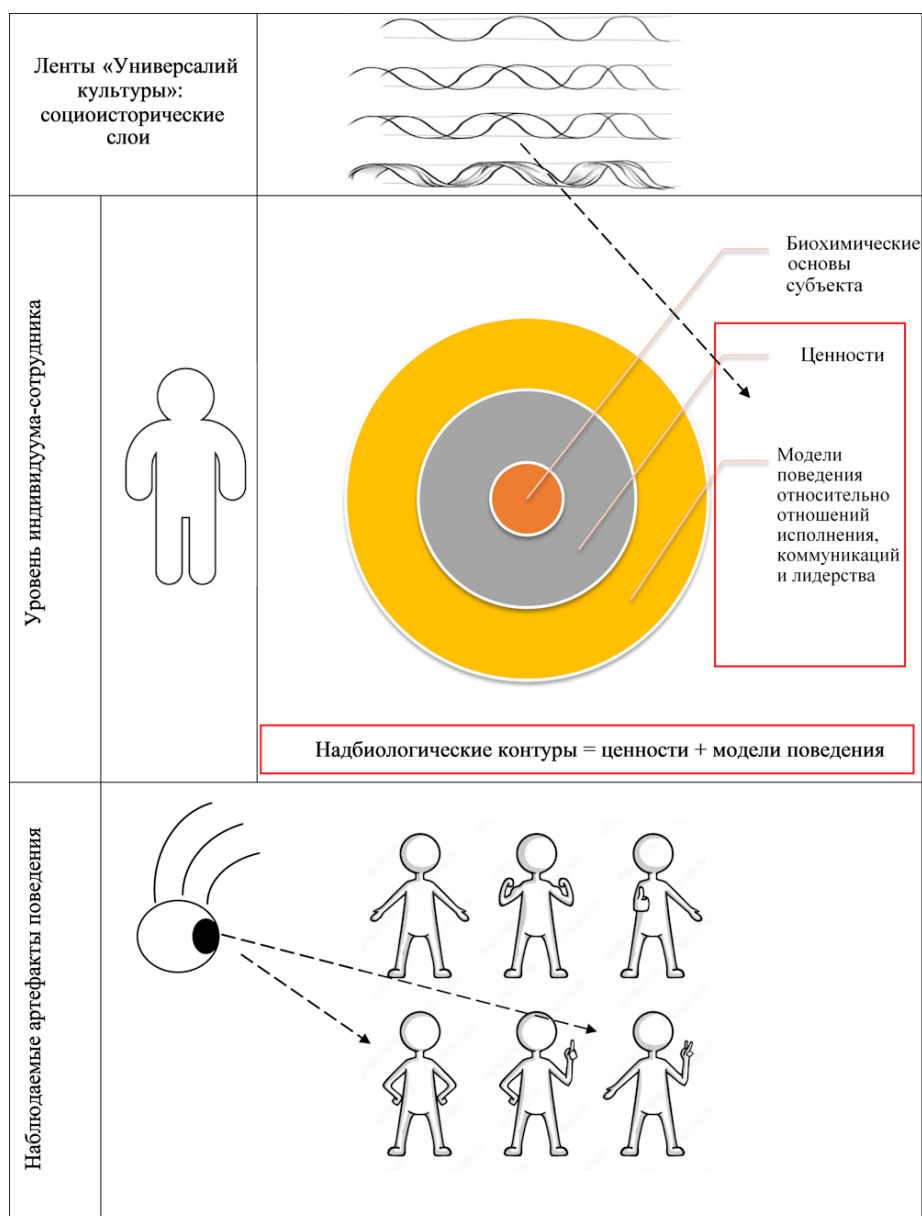 Ленты «Универсалий
культуры»:
социоисторические
слои
Уровень индивидуума-сотрудника
Биохимические
основы
субъекта
Ценности
Модели
поведения
относительно
отношений
исполнения,
коммуникаций
и лидерства
Надбиологические контуры = ценности + модели поведения
Наблюдаемые артефакты поведения